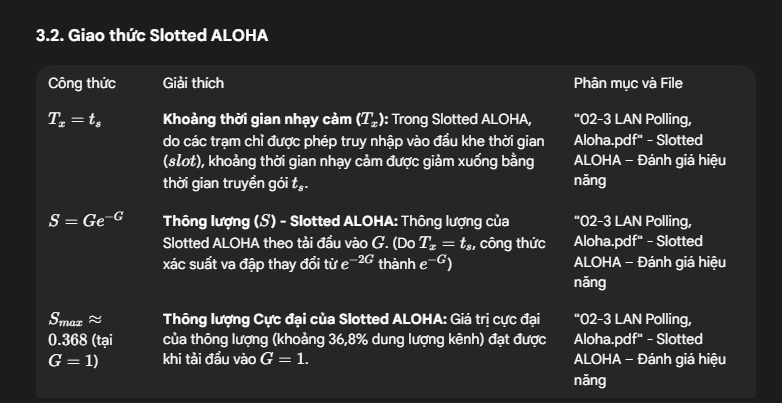 3.2. Giao thức Slotted ALOHA
Công thức Giải thích Phân mục và File
Tₓ = tₛ
Khoảng thời gian nhạy cảm (Tₓ): Trong Slotted ALOHA,
do các trạm chỉ được phép truy nhập vào đầu khe thời gian
(slot), khoảng thời gian nhạy cảm được giảm xuống bằng
thời gian truyền gói tₛ.
"02-3 LAN Polling,
Aloha.pdf" - Slotted
ALOHA – Đánh giá hiệu
năng
S = Ge^{-G}
Thông lượng (S) - Slotted ALOHA: Thông lượng của
Slotted ALOHA theo tải đầu vào G. (Do Tₓ = tₛ, công thức
xác suất va đập thay đổi từ e^{-2G} thành e^{-G})
"02-3 LAN Polling,
Aloha.pdf" - Slotted
ALOHA – Đánh giá hiệu
năng
S_{max} ≈
0.368 (tại
G = 1)
Thông lượng Cực đại của Slotted ALOHA: Giá trị cực đại
của thông lượng (khoảng 36,8% dung lượng kênh) đạt được
khi tải đầu vào G = 1.
"02-3 LAN Polling,
Aloha.pdf" - Slotted
ALOHA – Đánh giá hiệu
năng